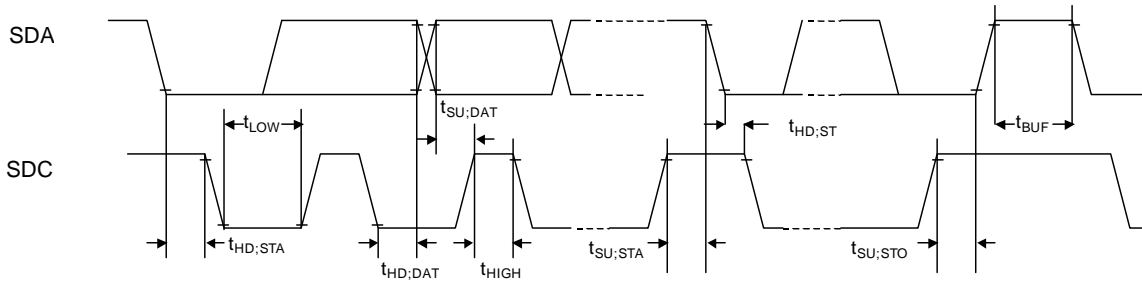 SDA
tSU;DAT
tLOW
tHD;ST
tBUF
SDC
tHD;STA
tHD;DAT
tHIGH
tSU;STA
tSU;STO